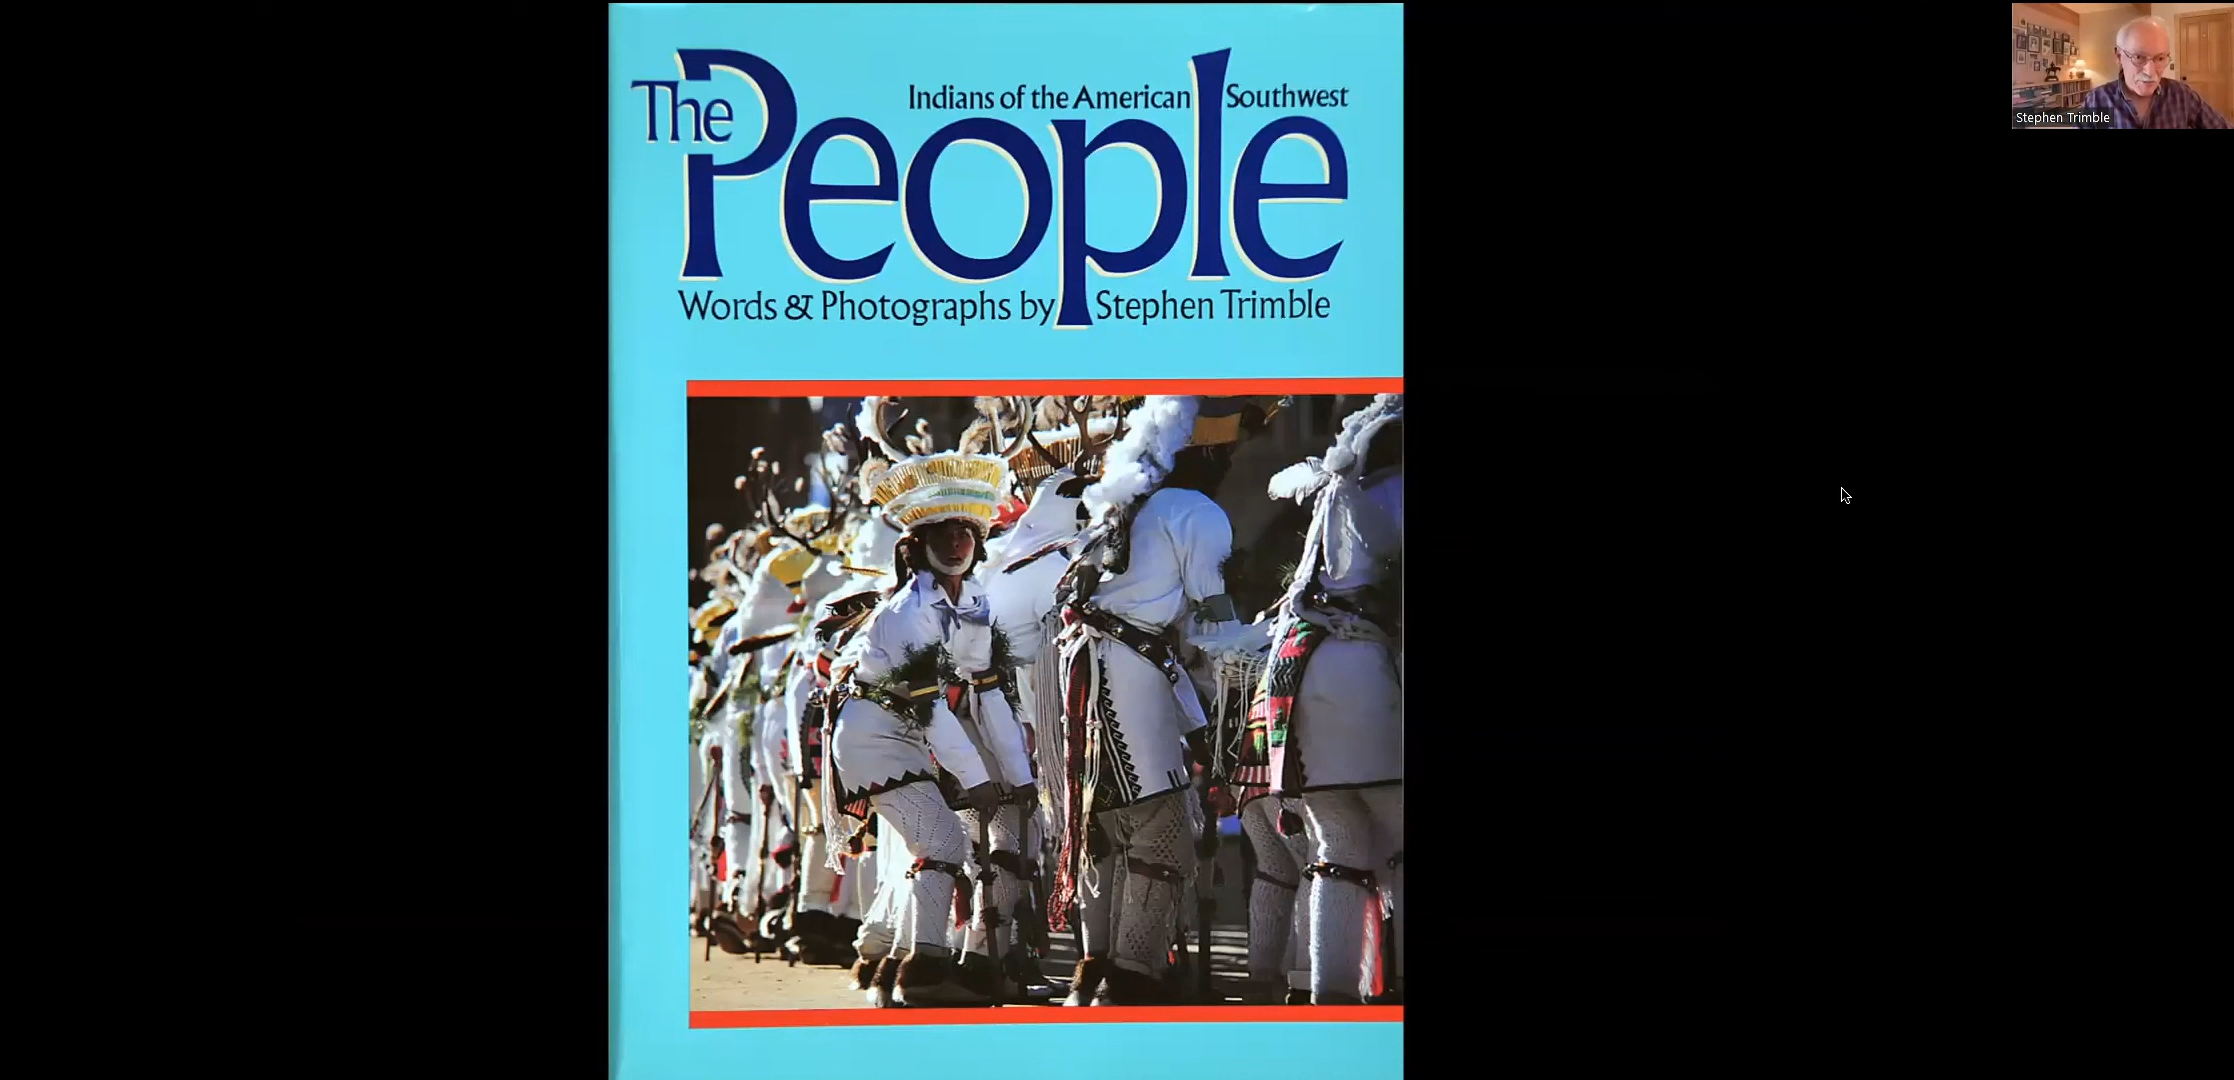 The
People
Indians of the American Southwest
Words & Photographs by Stephen Trimble
Stephen Trimble